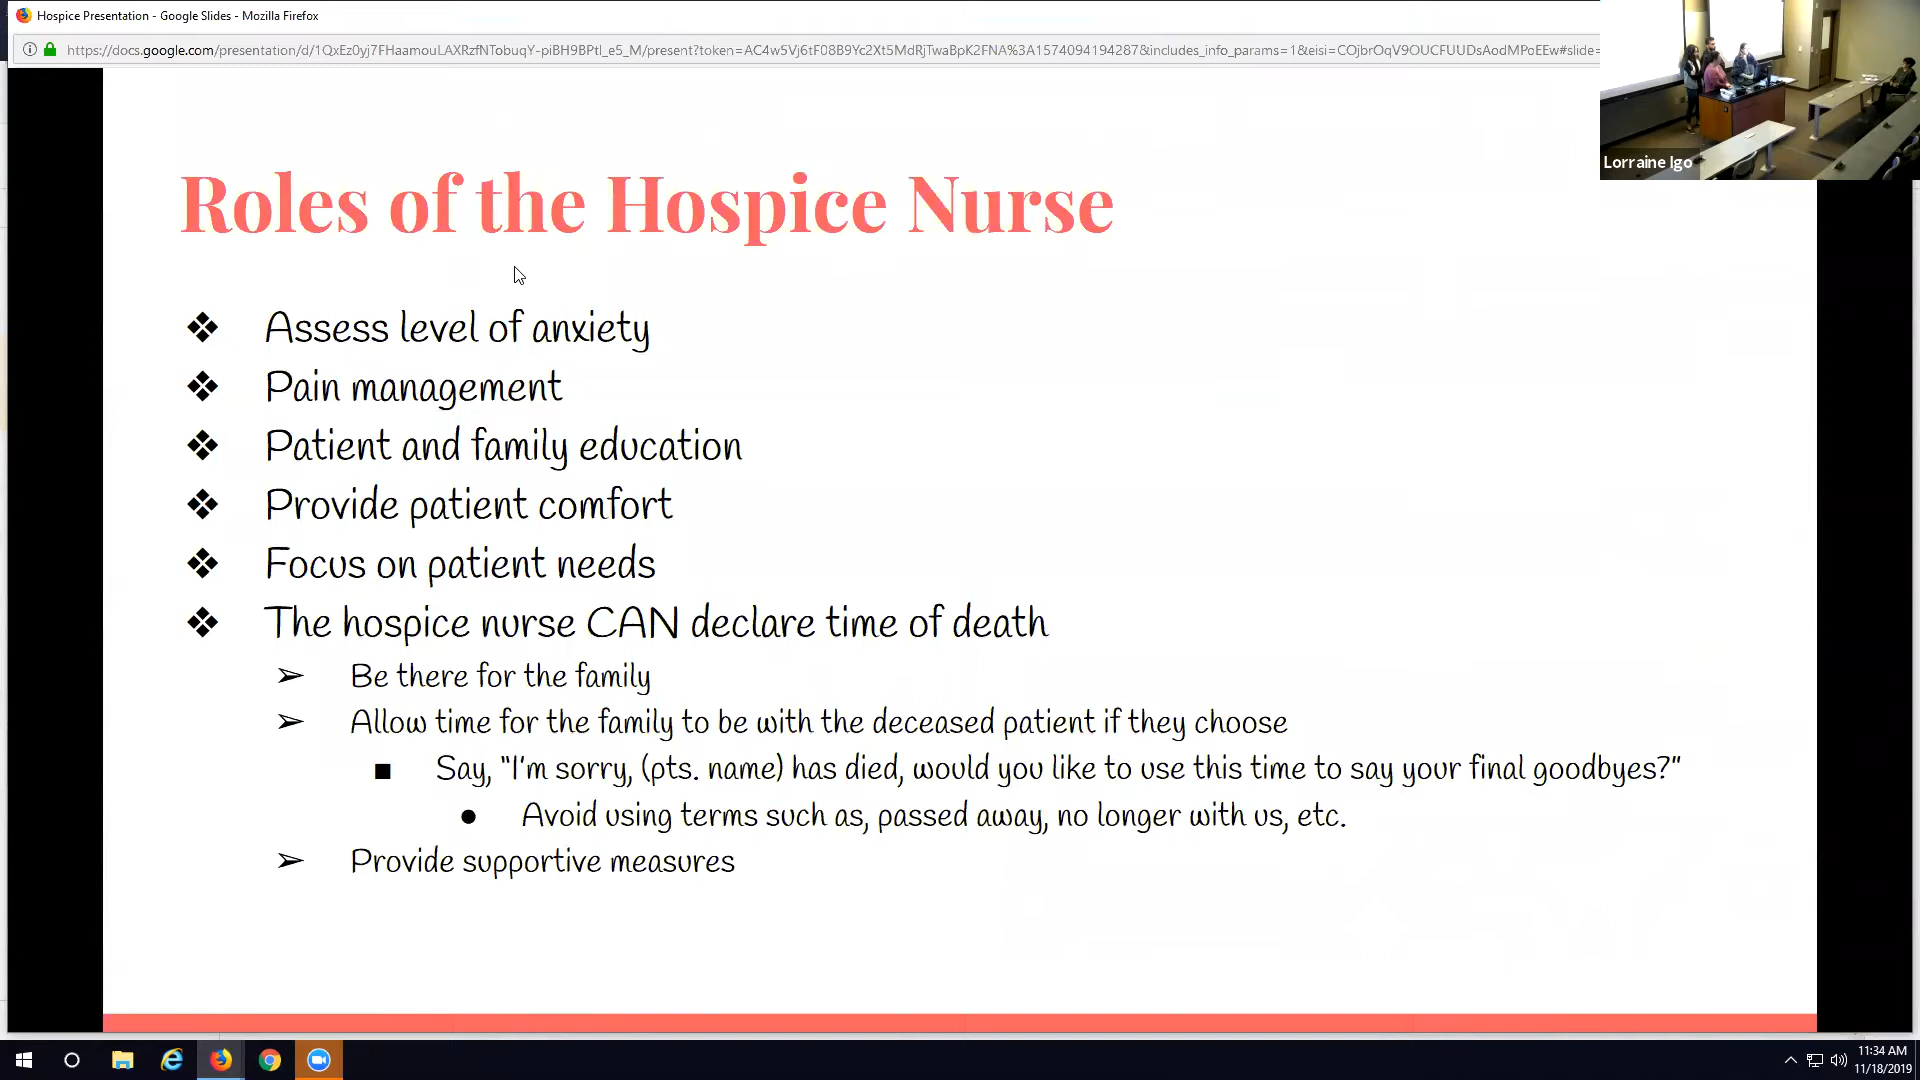 Hospice Presentation - Google Slides - Mozilla Firefox
https://docs.google.com/presentation/d/1QxEz0yj7FHaamouLAXRzfNTobuqY-piBH9BPtl_e5_M/present?token=AC4w5Vj6tF08B9Yc2Xt5MdRjTwaBpK2FNA%3A1574094194287&includes_info_params=1&eisi=COjbrOqV9OUCFUUDsAodMPoEEw#slide=
Lorraine Igo
Roles of the Hospice Nurse
❖ Assess level of anxiety
❖ Pain management
❖ Patient and family education
❖ Provide patient comfort
❖ Focus on patient needs
❖ The hospice nurse CAN declare time of death
➢ Be there for the family
➢ Allow time for the family to be with the deceased patient if they choose
■ Say, "I'm sorry, (pts. name) has died, would you like to use this time to say your final goodbyes?"
● Avoid using terms such as, passed away, no longer with us, etc.
➢ Provide supportive measures
11:34 AM
11/18/2019